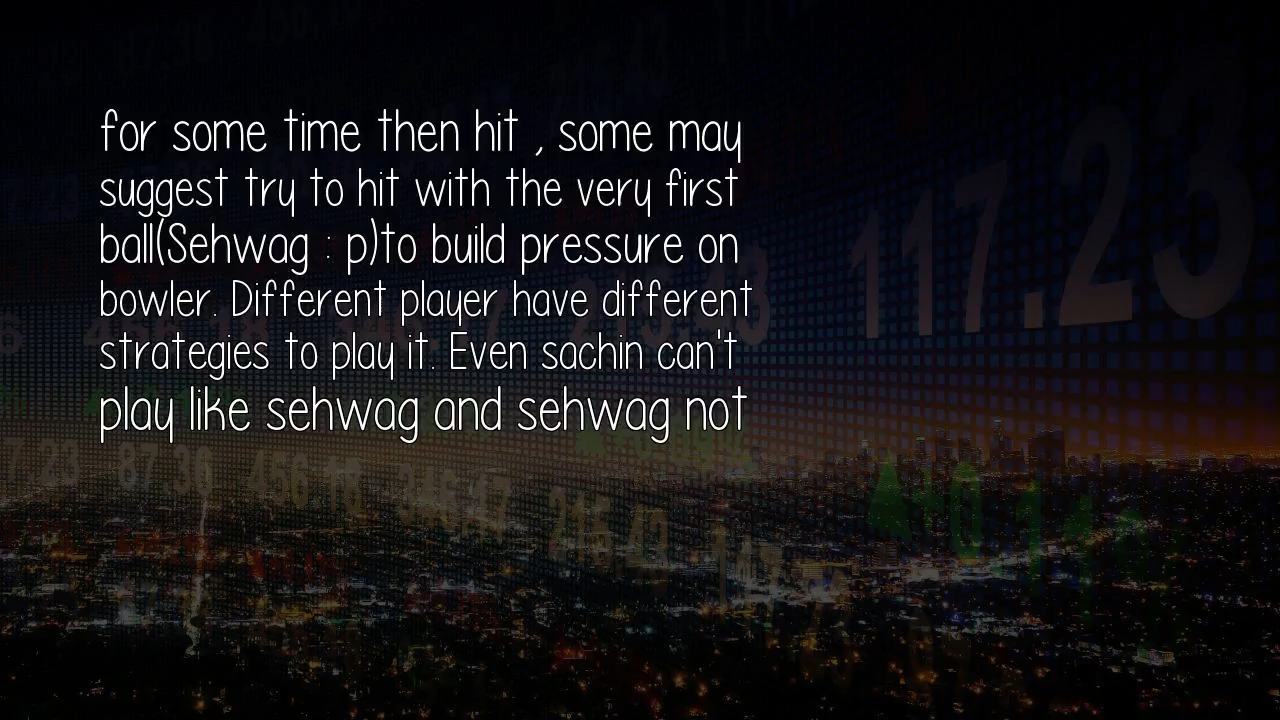 for some time then hit , some may
suggest try to hit with the very first
ball(Sehwag : p)to build pressure on
bowler. Different player have different
strategies to play it. Even sachin can't
play like sehwag and sehwag not
117.23